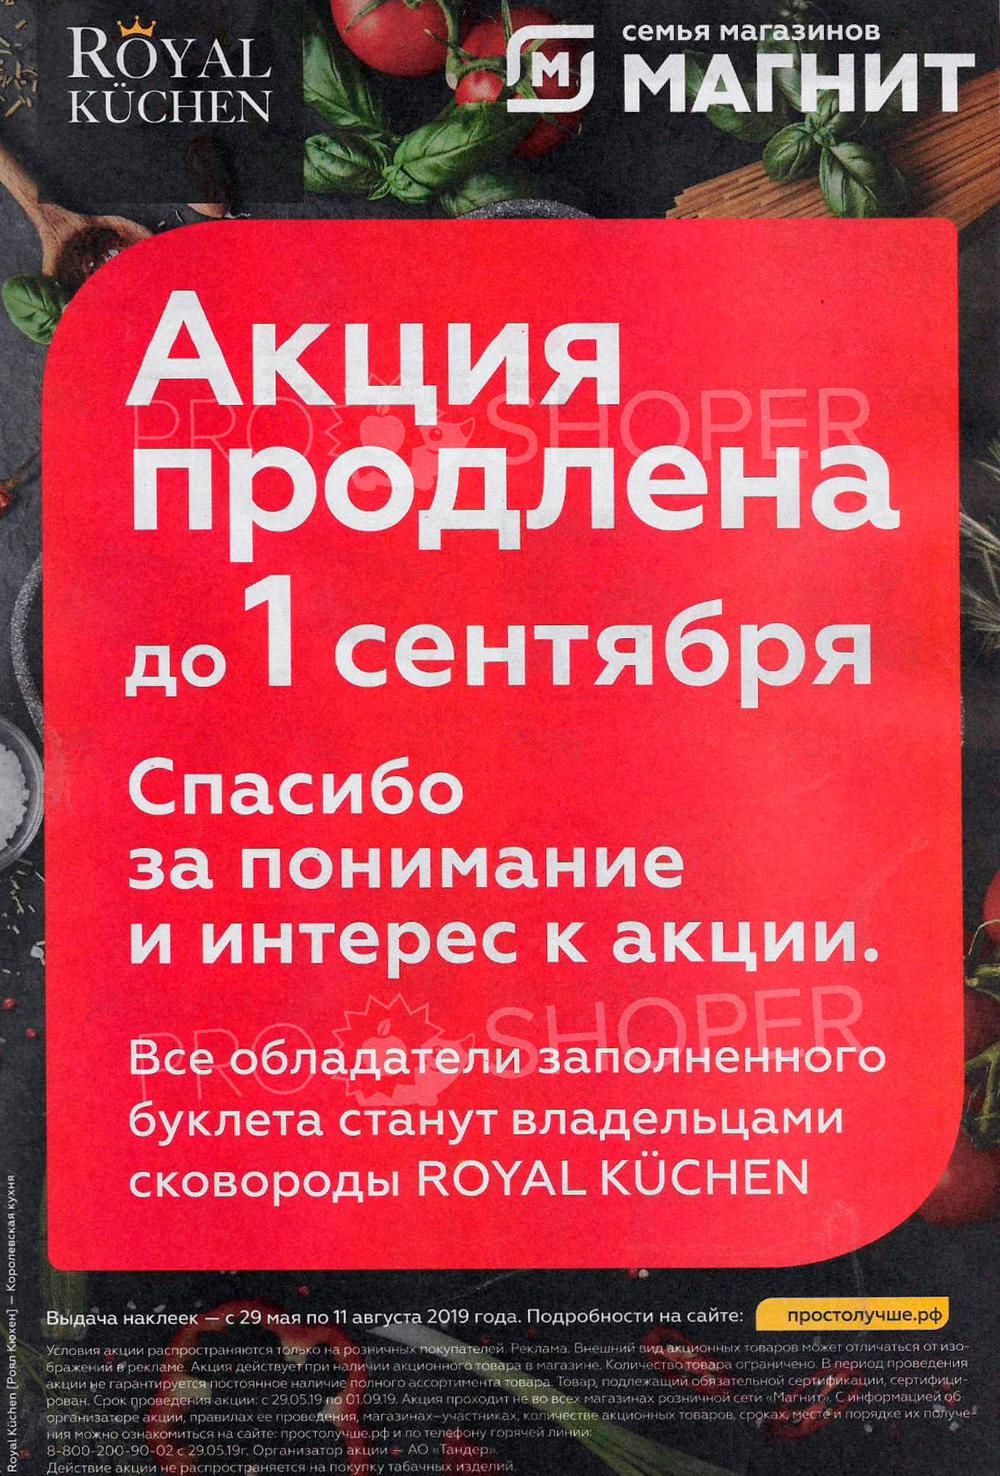 ROYAL
KÜCHEN
семья магазинов
МАГНИТ
Акция
продлена
до 1 сентября
Спасибо
за понимание
и интерес к акции.
Все обладатели заполненного
буклета станут владельцами
сковороды ROYAL KÜCHEN
PRO SHOPER
PRO SHOPER
Выдача наклеек — с 29 мая по 11 августа 2019 года. Подробности на сайте: простолучше.рф
Условия акции распространяются только на розничных покупателей. Реклама. Внешний вид акционных товаров может отличаться от изо-
бражений в рекламе. Акция действует при наличии акционного товара в магазине. Количество товара ограничено. В период проведения
акции не гарантируется постоянное наличие полного ассортимента товара. Товар, подлежащий обязательной сертификации, сертифици-
рован. Срок проведения акции: с 29.05.19 по 01.09.19. Акция проходит не во всех магазинах розничной сети «Магнит». С информацией об
организаторе акции, правилах ее проведения, магазинах-участниках, количестве акционных товаров, сроках, месте и порядке их получе-
ния можно ознакомиться на сайте: простолучше.рф и по телефону горячей линии:
8-800-200-90-02 с 29.05.19г. Организатор акции — АО «Тандер».
Действие акции не распространяется на покупку табачных изделий.
Royal Küchen [Роял Кюхен] — Королевская кухня